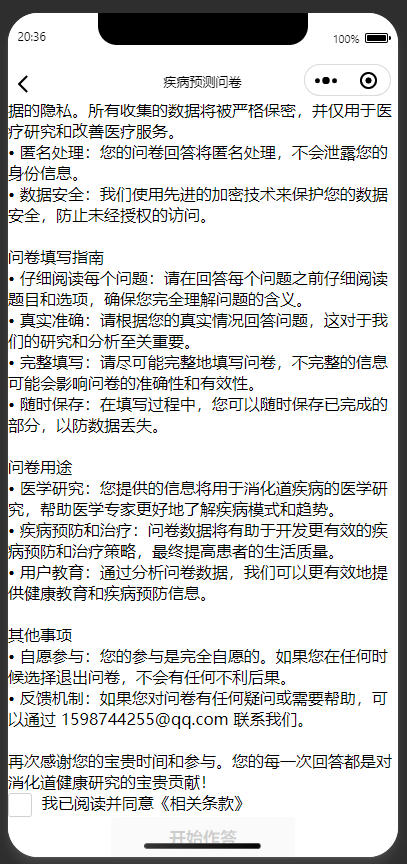 20:36
100%
疾病预测问卷
据的隐私。所有收集的数据将被严格保密，并仅用于医
疗研究和改善医疗服务。
• 匿名处理：您的问卷回答将匿名处理，不会泄露您的
身份信息。
• 数据安全：我们使用先进的加密技术来保护您的数据
安全，防止未经授权的访问。
问卷填写指南
• 仔细阅读每个问题：请在回答每个问题之前仔细阅读
题目和选项，确保您完全理解问题的含义。
• 真实准确：请根据您的真实情况回答问题，这对于我
们的研究和分析至关重要。
• 完整填写：请尽可能完整地填写问卷，不完整的信息
可能会影响问卷的准确性和有效性。
• 随时保存：在填写过程中，您可以随时保存已完成的
部分，以防数据丢失。
问卷用途
• 医学研究：您提供的信息将用于消化道疾病的医学研
究，帮助医学专家更好地了解疾病模式和趋势。
• 疾病预防和治疗：问卷数据将有助于开发更有效的疾
病预防和治疗策略，最终提高患者的生活质量。
• 用户教育：通过分析问卷数据，我们可以更有效地提
供健康教育和疾病预防信息。
其他事项
• 自愿参与：您的参与是完全自愿的。如果您在任何时
候选择退出问卷，不会有任何不利后果。
• 反馈机制：如果您对问卷有任何疑问或需要帮助，可
以通过 1598744255@qq.com 联系我们。
再次感谢您的宝贵时间和参与。您的每一次回答都是对
消化道健康研究的宝贵贡献！
我已阅读并同意《相关条款》
开始作答